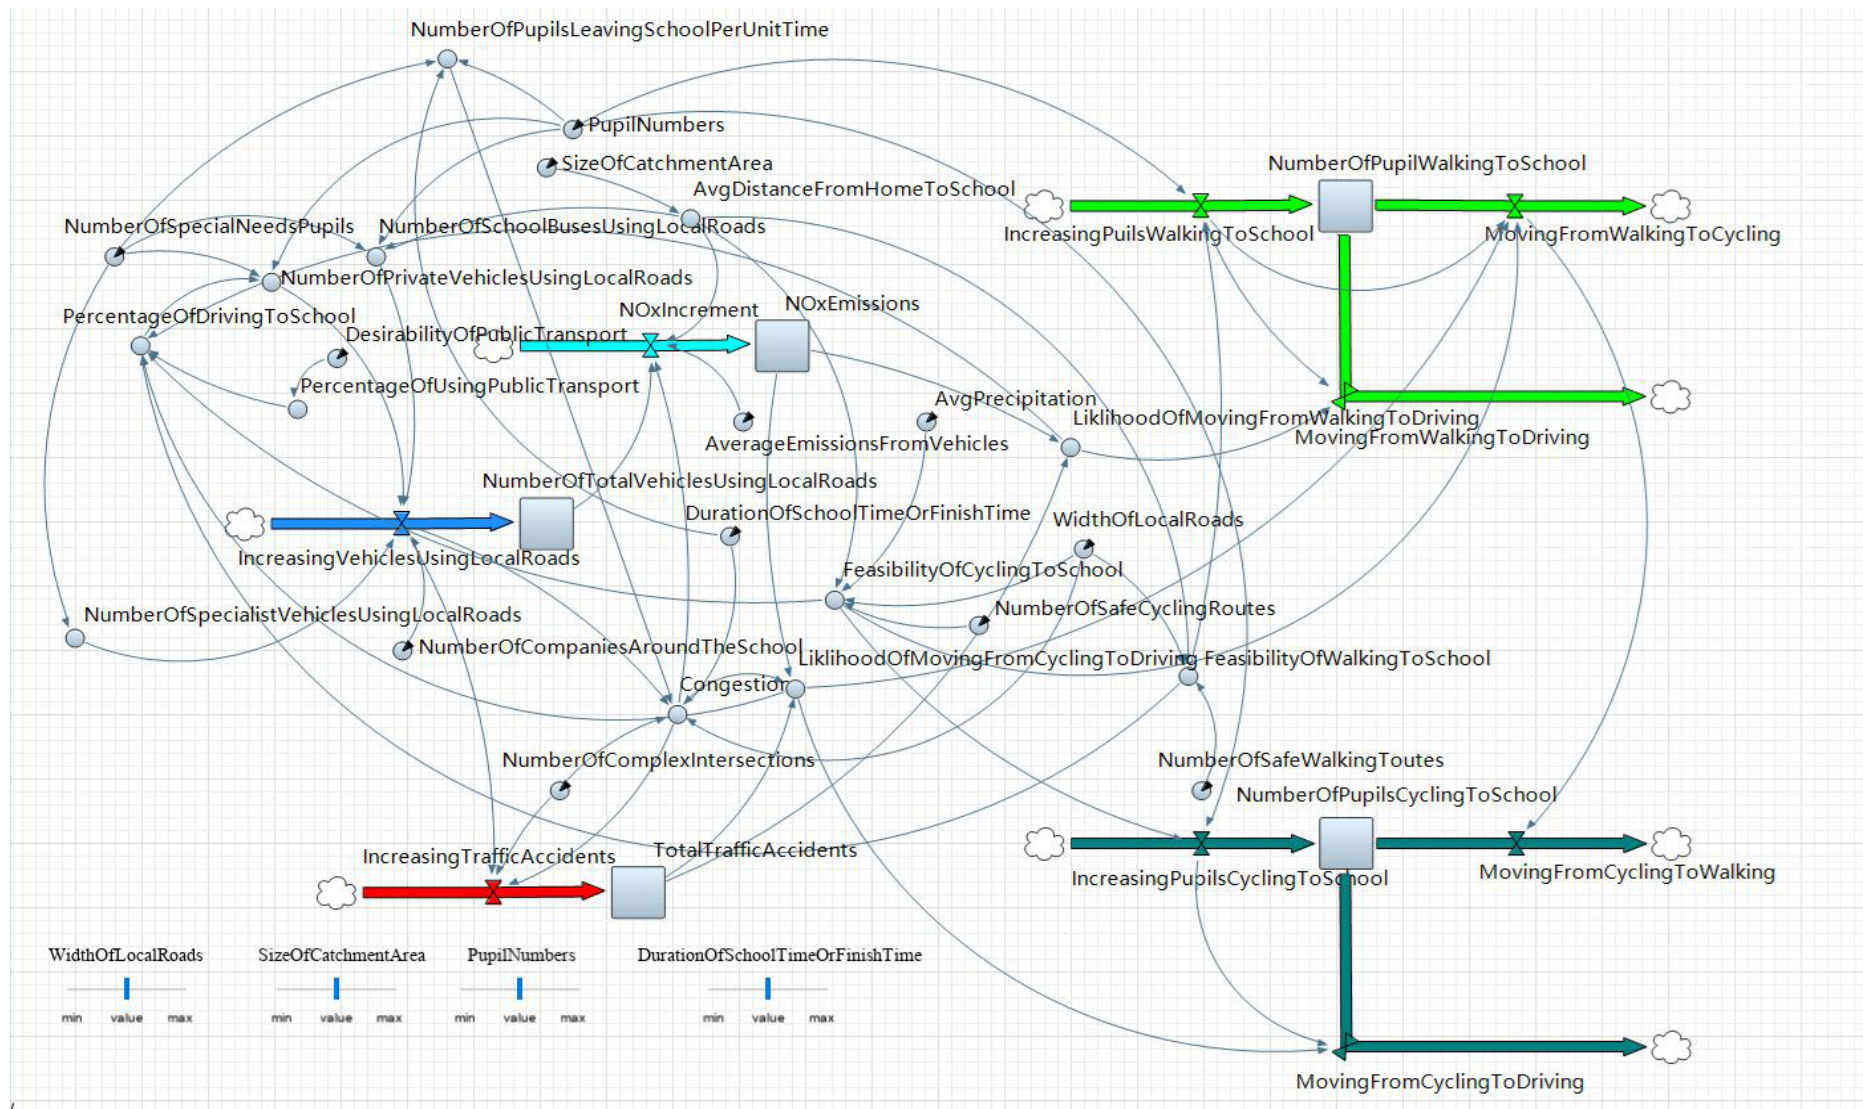 NumberOfPupilsLeavingSchoolPerUnitTime
PupilNumbers
SizeOfCatchmentArea
NumberOfPupilWalkingToSchool
AvgDistanceFromHomeToSchool
NumberOfSpecialNeedsPupils
NumberOfSchoolBusesUsingLocalRoads
IncreasingPuilsWalkingToSchool
MovingFromWalkingToCycling
NumberOfPrivateVehiclesUsingLocalRoads
NOxIncrement
NOxEmissions
PercentageOfDrivingToSchool
DesirabilityOfPublicTransport
PercentageOfUsingPublicTransport
AvgPrecipitation
LiklihoodOfMovingFromWalkingToDriving
MovingFromWalkingToDriving
AverageEmissionsFromVehicles
NumberOfTotalVehiclesUsingLocalRoads
DurationOfSchoolTimeOrFinishTime
WidthOfLocalRoads
IncreasingVehiclesUsingLocalRoads
FeasibilityOfCyclingToSchool
NumberOfSpecialistVehiclesUsingLocalRoads
NumberOfSafeCyclingRoutes
NumberOfCompaniesAroundTheSchool
LiklihoodOfMovingFromCyclingToDriving
FeasibilityOfWalkingToSchool
Congestion
NumberOfComplexIntersections
NumberOfSafeWalkingToutes
NumberOfPupilsCyclingToSchool
IncreasingTrafficAccidents
TotalTrafficAccidents
IncreasingPupilsCyclingToSchool
MovingFromCyclingToWalking
WidthOfLocalRoads
SizeOfCatchmentArea
PupilNumbers
DurationOfSchoolTimeOrFinishTime
min value max
min value max
min value max
min value max
MovingFromCyclingToDriving